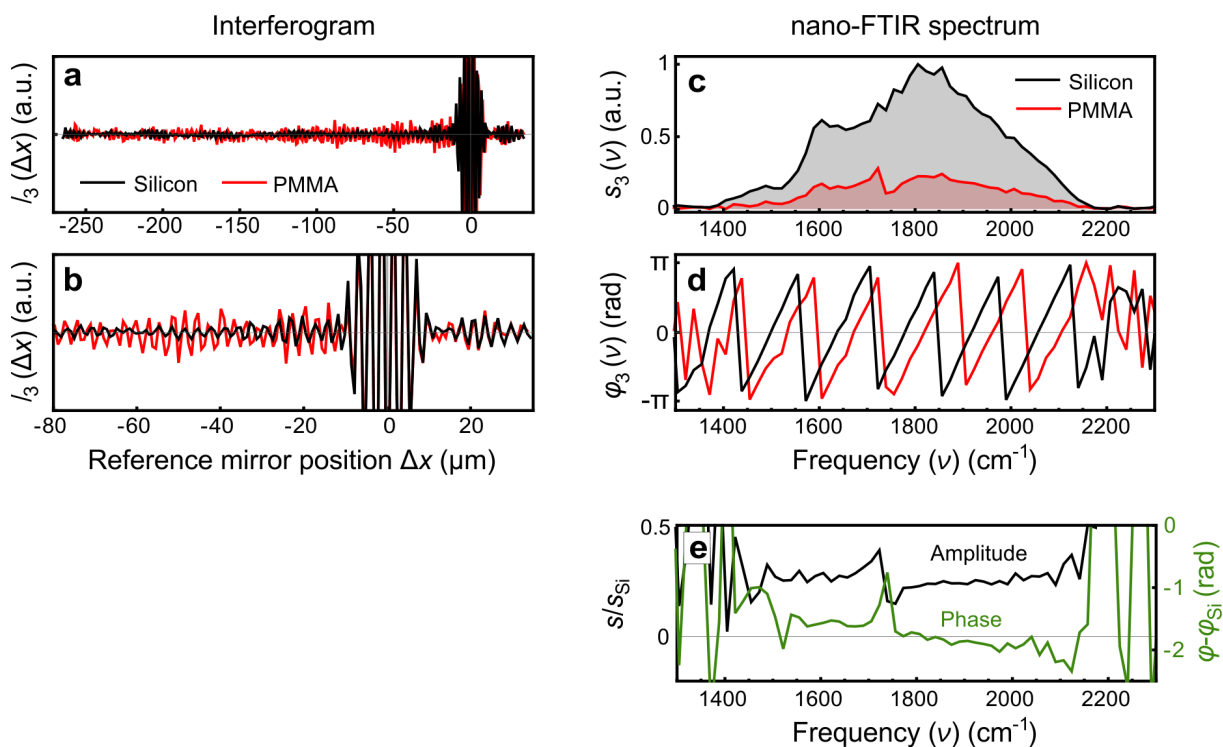 Interferogram
nano-FTIR spectrum
a
I₃ (Δx) (a.u.)
Silicon
PMMA
-250 -200 -150 -100 -50 0
b
I₃ (Δx) (a.u.)
-80 -60 -40 -20 0 20
Reference mirror position Δx (μm)
c
s₃ (ν) (a.u.)
1
0.5
0
Silicon
PMMA
1400 1600 1800 2000 2200
d
φ₃ (ν) (rad)
π
0
-π
1400 1600 1800 2000 2200
Frequency (ν) (cm⁻¹)
e
s/sSi
0.5
0
Amplitude
Phase
0
-1
-2
φ-φSi (rad)
1400 1600 1800 2000 2200
Frequency (ν) (cm⁻¹)